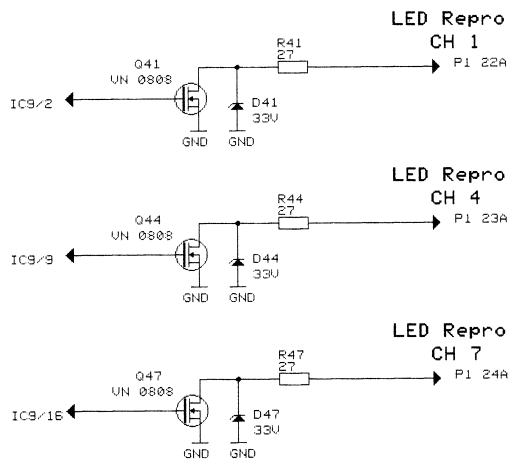 LED Repro
CH 1
R41
27
P1 22A
Q41
VN 0808
IC9/2
D41
33V
GND
GND
LED Repro
CH 4
R44
27
P1 23A
Q44
VN 0808
IC9/9
D44
33V
GND
GND
LED Repro
CH 7
R47
27
P1 24A
Q47
VN 0808
IC9/16
D47
33V
GND
GND